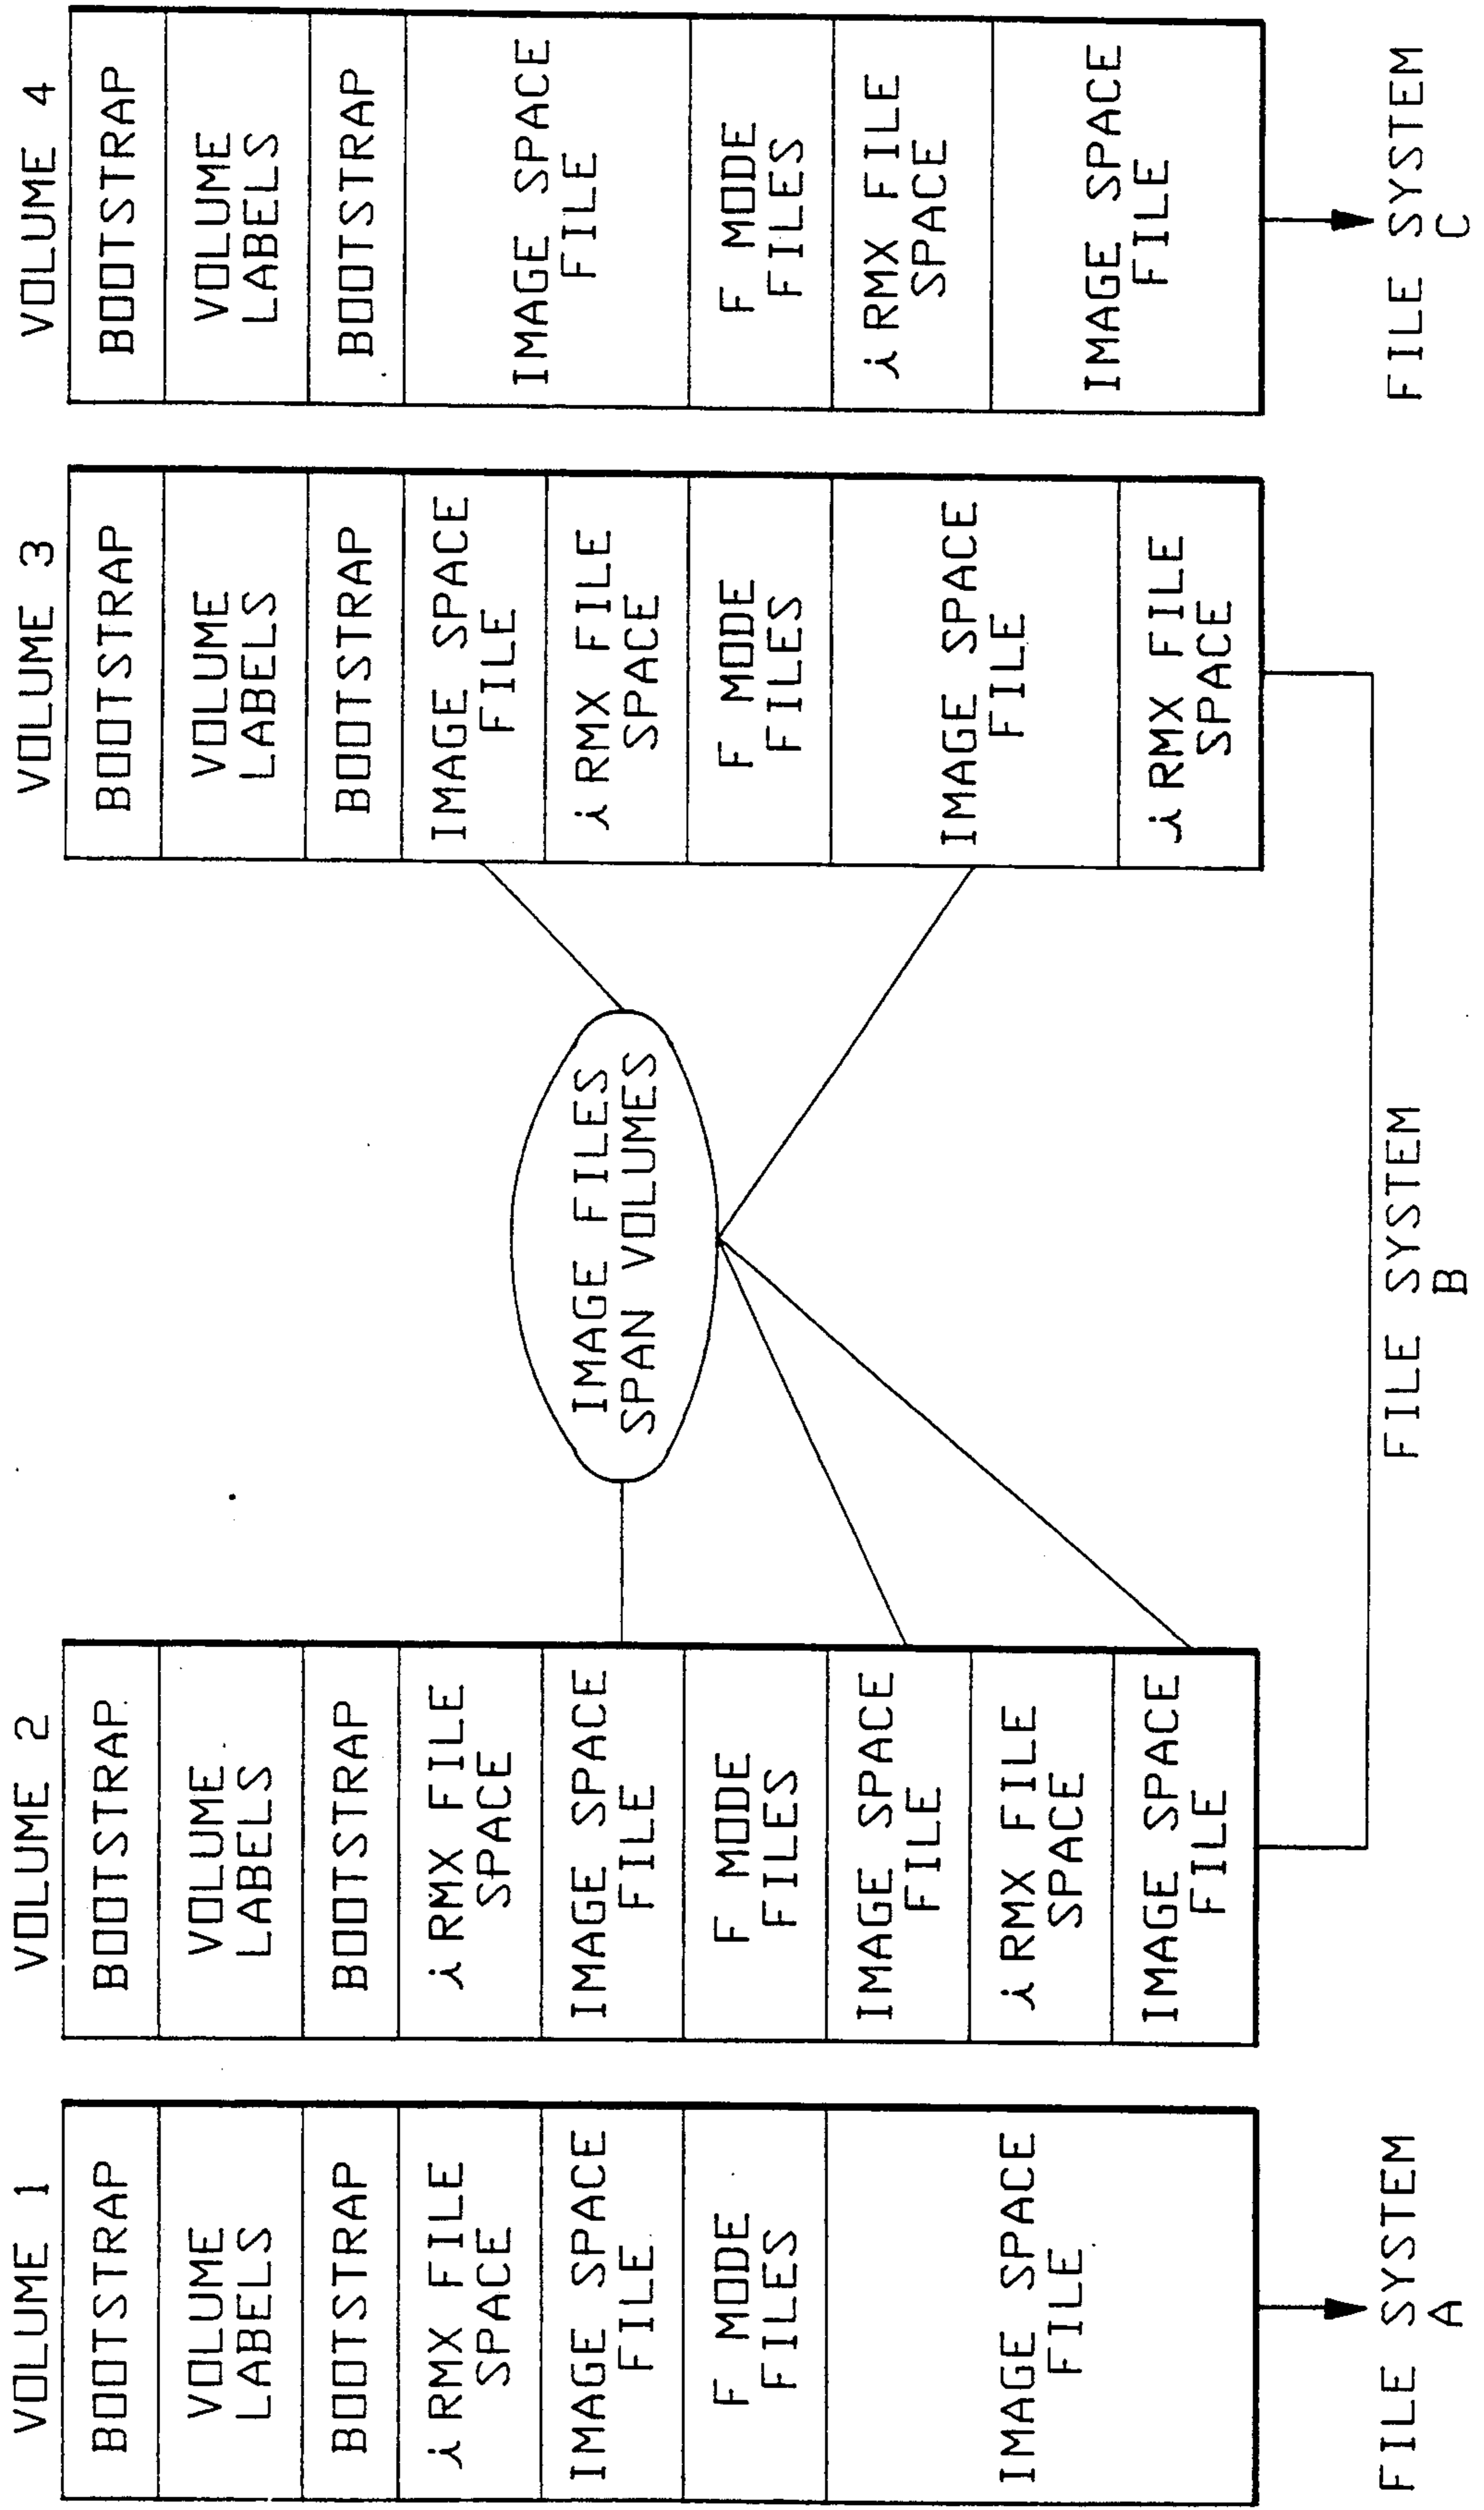 VOLUME 1
BOOTSTRAP
VOLUME
LABELS
BOOTSTRAP
iRMX FILE
SPACE
IMAGE SPACE
FILE
F MODE
FILES
IMAGE SPACE
FILE
FILE SYSTEM
A
VOLUME 2
BOOTSTRAP
VOLUME
LABELS
BOOTSTRAP
iRMX FILE
SPACE
IMAGE SPACE
FILE
F MODE
FILES
IMAGE SPACE
FILE
iRMX FILE
SPACE
IMAGE SPACE
FILE
IMAGE FILES
SPAN VOLUMES
FILE SYSTEM
B
VOLUME 3
BOOTSTRAP
VOLUME
LABELS
BOOTSTRAP
IMAGE SPACE
FILE
iRMX FILE
SPACE
F MODE
FILES
IMAGE SPACE
FILE
iRMX FILE
SPACE
VOLUME 4
BOOTSTRAP
VOLUME
LABELS
BOOTSTRAP
IMAGE SPACE
FILE
F MODE
FILES
iRMX FILE
SPACE
IMAGE SPACE
FILE
FILE SYSTEM
C